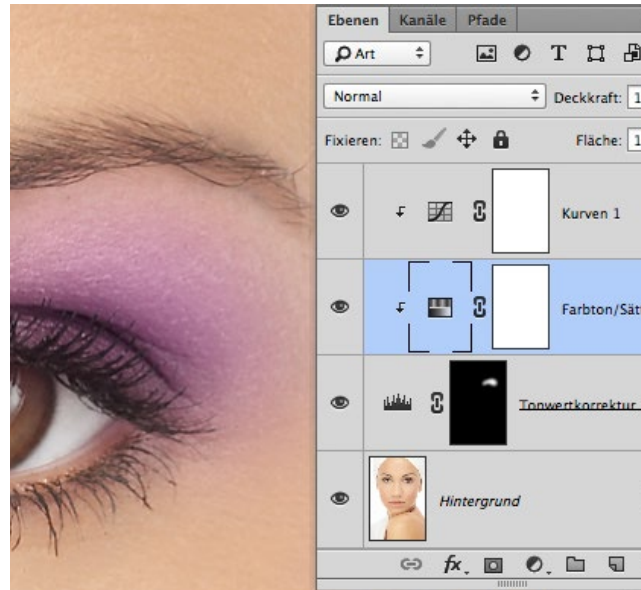 Ebenen Kanäle Pfade
Art
Normal Deckkraft: 1
Fixieren: Fläche: 1
Kurven 1
Farbton/Sät
Tonwertkorrektur
Hintergrund
fx